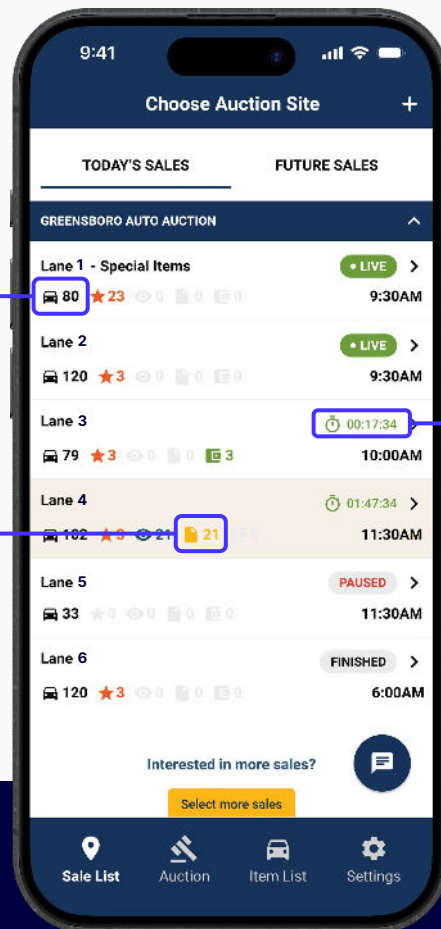 9:41
Choose Auction Site +
TODAY'S SALES FUTURE SALES
GREENSBORO AUTO AUCTION
Lane 1 - Special Items • LIVE
80 23 0 0 0 9:30AM
Lane 2 • LIVE
120 3 0 0 0 9:30AM
Lane 3 00:17:34
79 3 0 0 3 10:00AM
Lane 4 01:47:34
102 3 21 21 0 11:30AM
Lane 5 PAUSED
33 0 0 0 0 11:30AM
Lane 6 FINISHED
120 3 0 0 0 6:00AM
Interested in more sales?
Select more sales
Sale List Auction Item List Settings